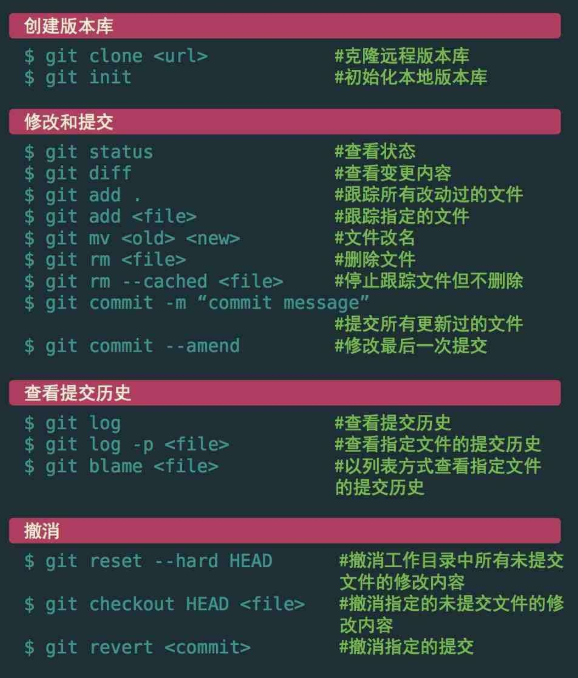 创建版本库
$ git clone <url> #克隆远程版本库
$ git init #初始化本地版本库
修改和提交
$ git status #查看状态
$ git diff #查看变更内容
$ git add . #跟踪所有改动过的文件
$ git add <file> #跟踪指定的文件
$ git mv <old> <new> #文件改名
$ git rm <file> #删除文件
$ git rm --cached <file> #停止跟踪文件但不删除
$ git commit -m “commit message”
#提交所有更新过的文件
$ git commit --amend #修改最后一次提交
查看提交历史
$ git log #查看提交历史
$ git log -p <file> #查看指定文件的提交历史
$ git blame <file> #以列表方式查看指定文件
的提交历史
撤消
$ git reset --hard HEAD #撤消工作目录中所有未提交
文件的修改内容
$ git checkout HEAD <file> #撤消指定的未提交文件的修
改内容
$ git revert <commit> #撤消指定的提交